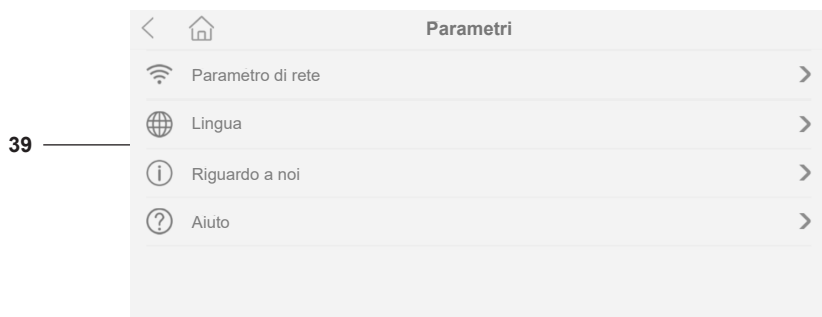 Parametri
Parametro di rete
Lingua
39
Riguardo a noi
Aiuto